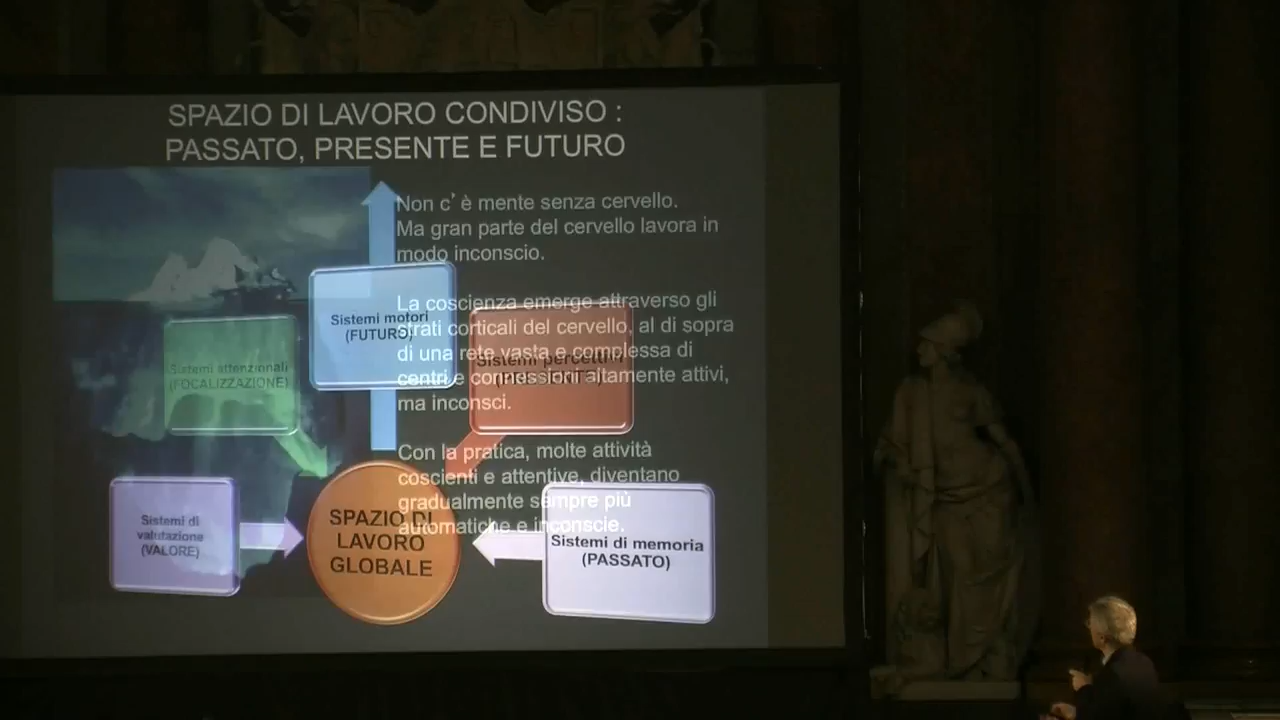 SPAZIO DI LAVORO CONDIVISO :
PASSATO, PRESENTE E FUTURO
Non c' è mente senza cervello.
Ma gran parte del cervello lavora in
modo inconscio.
La coscienza emerge attraverso gli
strati corticali del cervello, al di sopra
di una rete vasta e complessa di
centri e connessioni altamente attivi,
ma inconsci.
Con la pratica, molte attività
coscienti e attentive, diventano
gradualmente sempre più
automatiche e inconscie.
Sistemi motori
(FUTURO)
Sistemi attenzionali
(FOCALIZZAZIONE)
Sistemi percettivi
Sistemi di
valutazione
(VALORE)
SPAZIO DI
LAVORO
GLOBALE
Sistemi di memoria
(PASSATO)